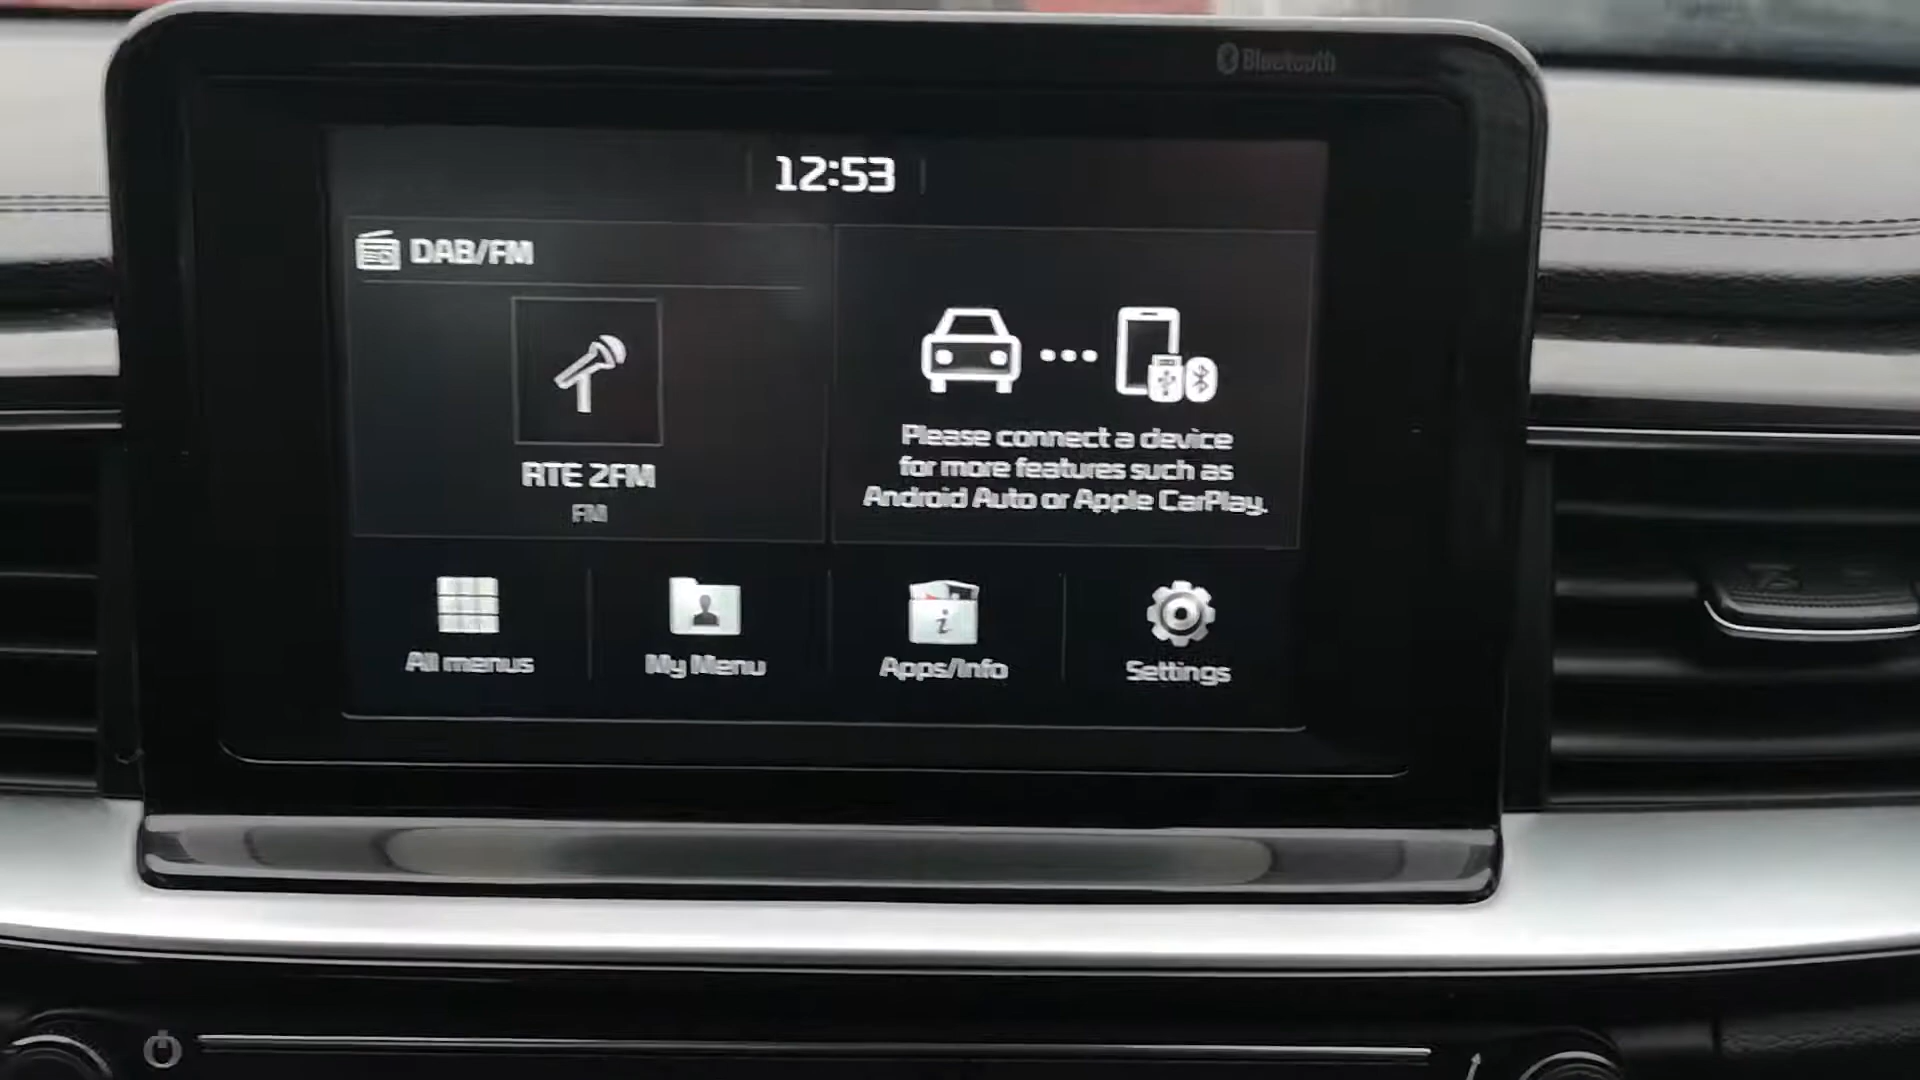 Bluetooth
12:53
DAB/FM
RTE 2FM
FM
Please connect a device
for more features such as
Android Auto or Apple CarPlay.
All menus
My Menu
Apps/Info
Settings